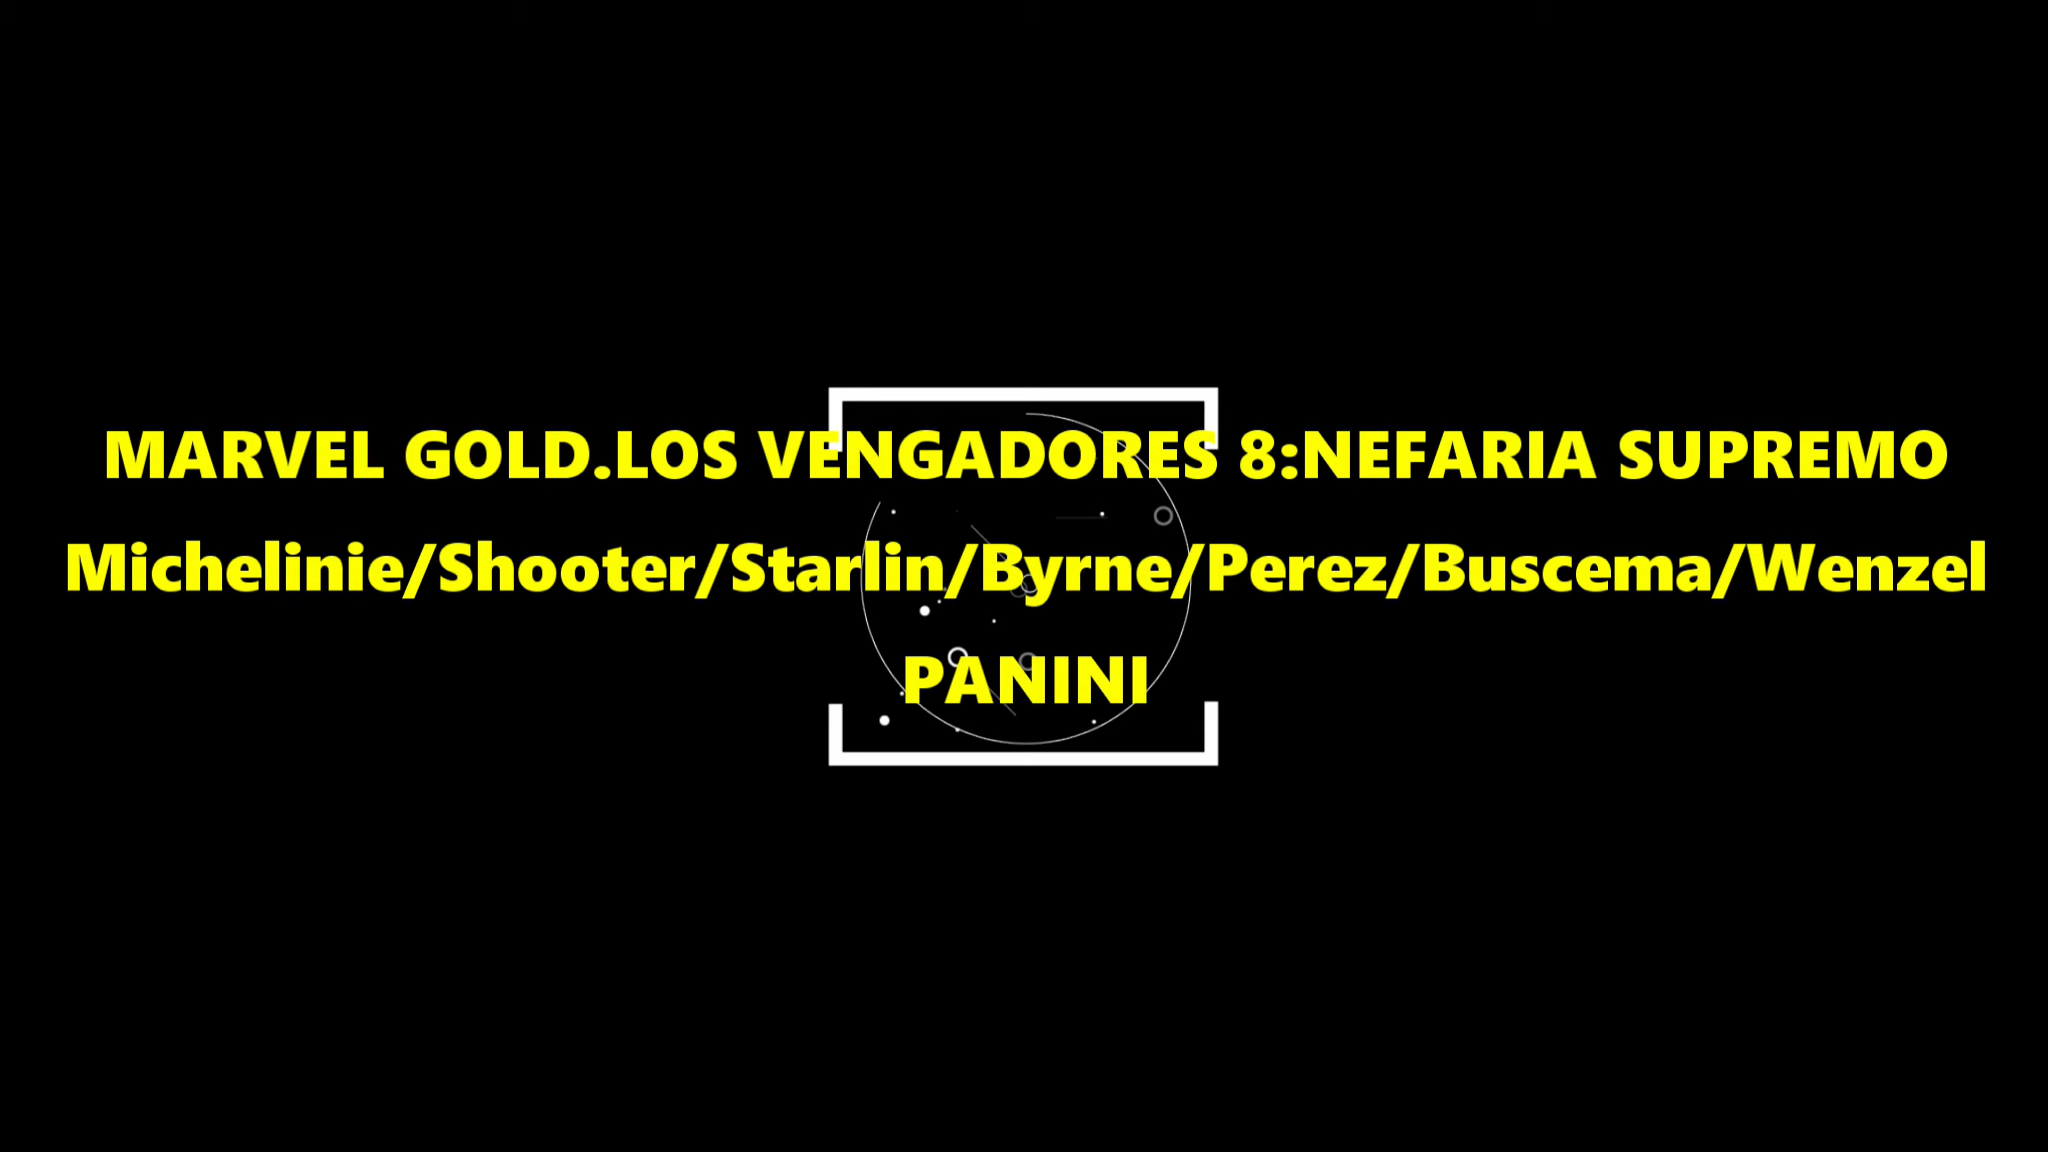 MARVEL GOLD.LOS VENGADORES 8:NEFARIA SUPREMO
Michelinie/Shooter/Starlin/Byrne/Perez/Buscema/Wenzel
PANINI